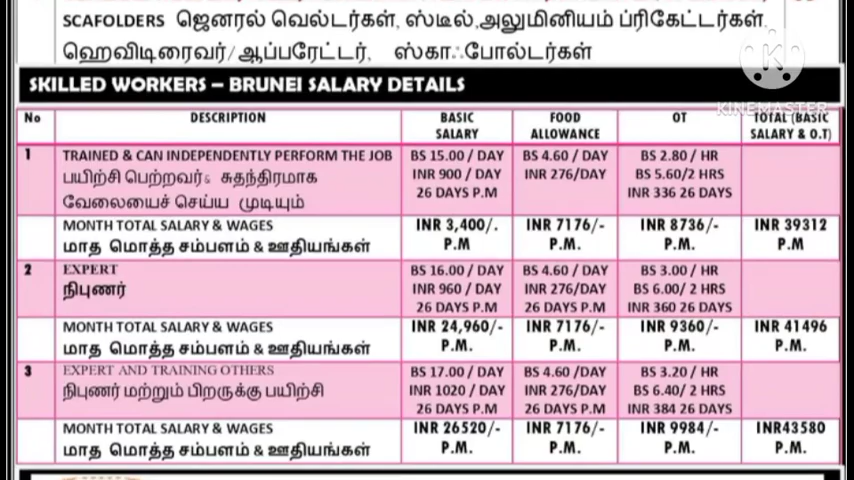 SCAFOLDERS ஜெனரல் வெல்டர்கள், ஸ்டீல்,அலுமினியம் ப்ரிகேட்டர்கள்.
ஹெவிடிரைவர்/ஆப்பரேட்டர், ஸ்காஃபோல்டர்கள்
KINEMASTER
SKILLED WORKERS – BRUNEI SALARY DETAILS
No DESCRIPTION BASIC SALARY FOOD ALLOWANCE OT TOTAL (BASIC SALARY & O.T)
1 TRAINED & CAN INDEPENDENTLY PERFORM THE JOB BS 15.00 / DAY BS 4.60 / DAY BS 2.80 / HR
பயிற்சி பெற்றவர்& சுதந்திரமாக INR 900 / DAY INR 276/DAY BS 5.60/2 HRS
வேலையைச் செய்ய முடியும் 26 DAYS P.M INR 336 26 DAYS
MONTH TOTAL SALARY & WAGES INR 3,400/. INR 7176/- INR 8736/- INR 39312
மாத மொத்த சம்பளம் & ஊதியங்கள் P.M P.M. P.M. P.M
2 EXPERT BS 16.00 / DAY BS 4.60 / DAY BS 3.00 / HR
நிபுணர் INR 960 / DAY INR 276/DAY BS 6.00/ 2 HRS
26 DAYS P.M 26 DAYS P.M INR 360 26 DAYS
MONTH TOTAL SALARY & WAGES INR 24,960/- INR 7176/- INR 9360/- INR 41496
மாத மொத்த சம்பளம் & ஊதியங்கள் P.M. P.M. P.M. P.M.
3 EXPERT AND TRAINING OTHERS BS 17.00 / DAY BS 4.60 /DAY BS 3.20 / HR
நிபுணர் மற்றும் பிறருக்கு பயிற்சி INR 1020 / DAY INR 276/DAY BS 6.40/ 2 HRS
26 DAYS P.M 26 DAYS P.M INR 384 26 DAYS
MONTH TOTAL SALARY & WAGES INR 26520/- INR 7176/- INR 9984/- INR43580
மாத மொத்த சம்பளம் & ஊதியங்கள் P.M. P.M. P.M. P.M.